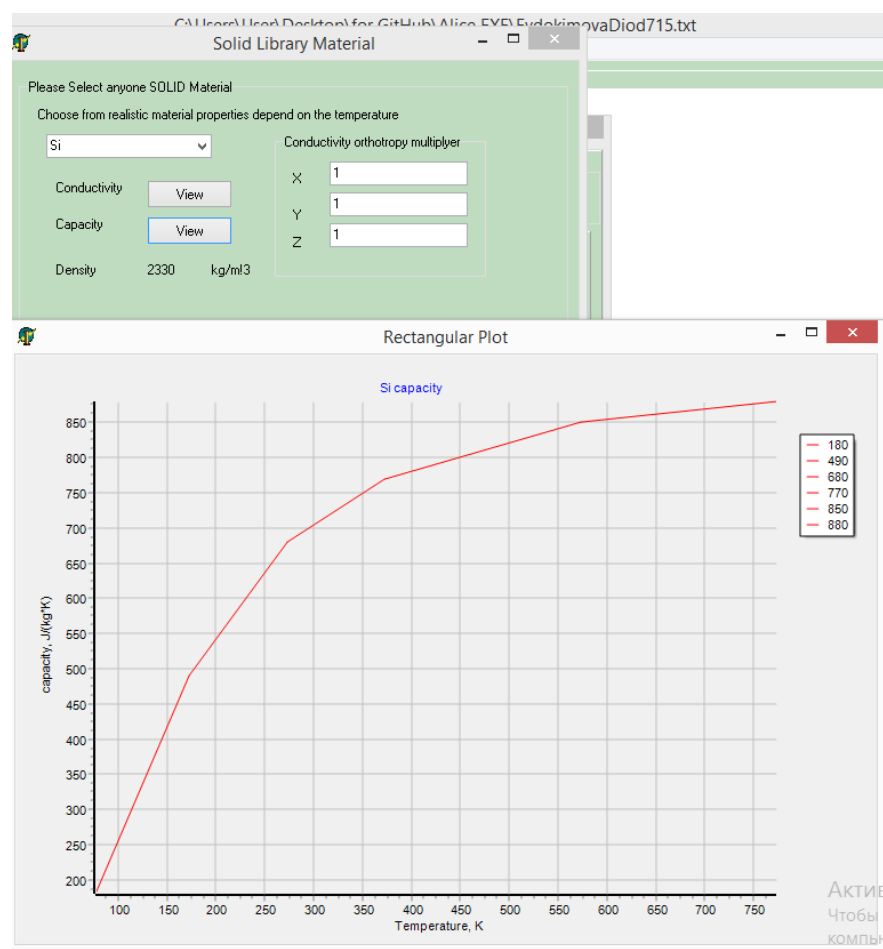 C:\Users\User\Desktop\for GitHub\Alice EXE\EvdokimovaDiod715.txt
Solid Library Material
Please Select anyone SOLID Material
Choose from realistic material properties depend on the temperature
Si
Conductivity orthotropy multiplyer
X 1
Conductivity View
Y 1
Capacity View
Z 1
Density 2330 kg/m!3
Rectangular Plot
Si capacity
850
800
750
700
650
600
550
500
450
400
350
300
250
200
capacity, J/(kg*K)
180
490
680
770
850
880
100 150 200 250 300 350 400 450 500 550 600 650 700 750
Temperature, K
Актив
Чтобы
компью